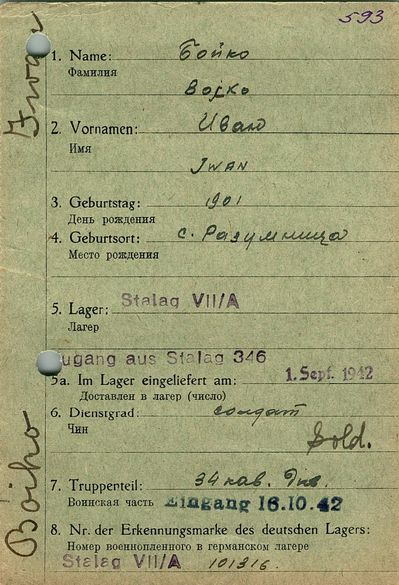 593
Iwan
1. Name: Бойко
Фамилия
Bojko
2. Vornamen: Иван
Имя
Iwan
3. Geburtstag: 1901
День рождения
4. Geburtsort: с. Разумница
Место рождения
5. Lager: Stalag VII/A
Лагер
Zugang aus Stalag 346
5a. Im Lager eingeliefert am: 1. Sept. 1942
Доставлен в лагер (число)
6. Dienstgrad: солдат
Чин
Sold.
7. Truppenteil: 34 кав.
Воинская часть Eingang 16.10.42
8. Nr. der Erkennungsmarke des deutschen Lagers:
Номер военнопленного в германском лагере
Stalag VII/A 101316.
Boiko